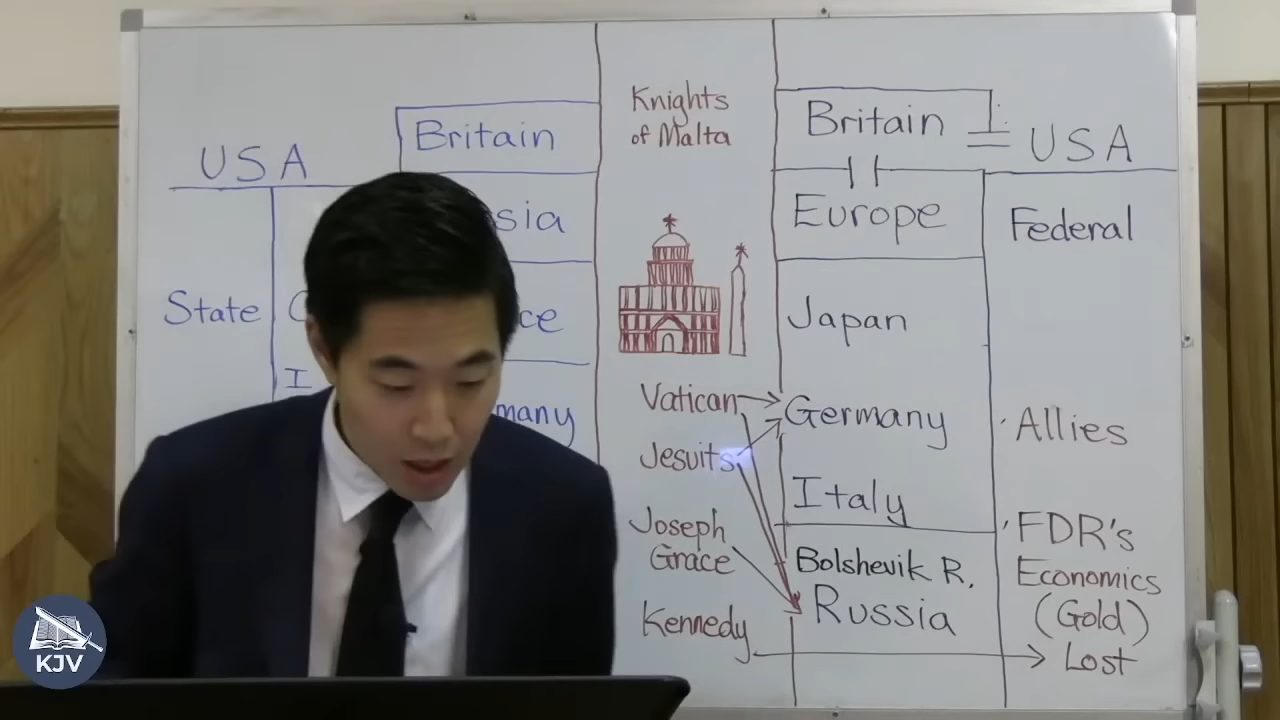 USA
Britain
sia
State
ce
I
many
Knights
of Malta
Vatican
Jesuits
Joseph
Grace
Kennedy
Britain
USA
Europe
Federal
Japan
Germany
Allies
Italy
FDR's
Economics
(Gold)
Bolshevik R.
Russia
Lost
KJV